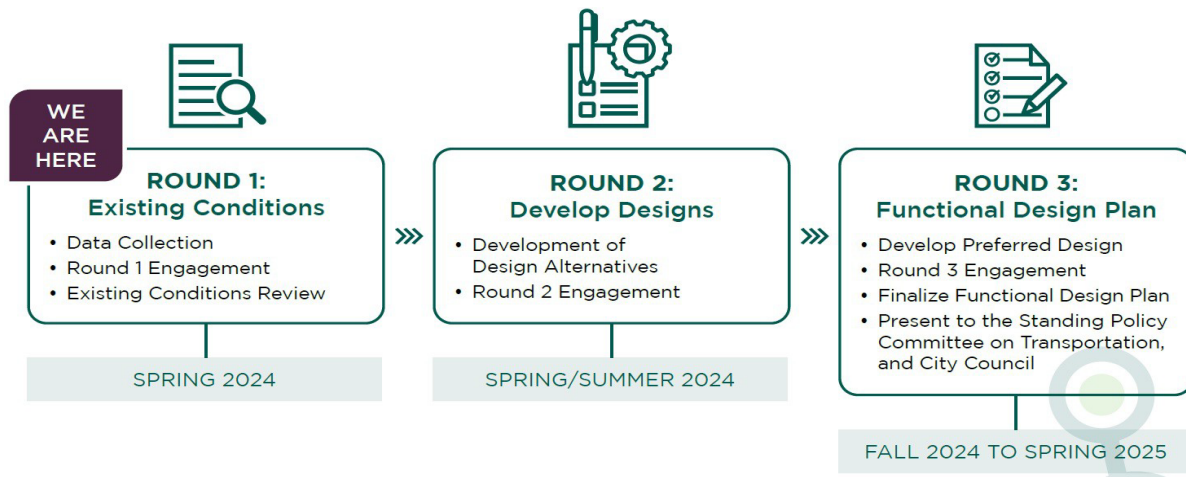 WE
ARE
HERE
ROUND 1:
Existing Conditions
• Data Collection
• Round 1 Engagement
• Existing Conditions Review
SPRING 2024
ROUND 2:
Develop Designs
• Development of
Design Alternatives
• Round 2 Engagement
SPRING/SUMMER 2024
ROUND 3:
Functional Design Plan
• Develop Preferred Design
• Round 3 Engagement
• Finalize Functional Design Plan
• Present to the Standing Policy
Committee on Transportation,
and City Council
FALL 2024 TO SPRING 2025